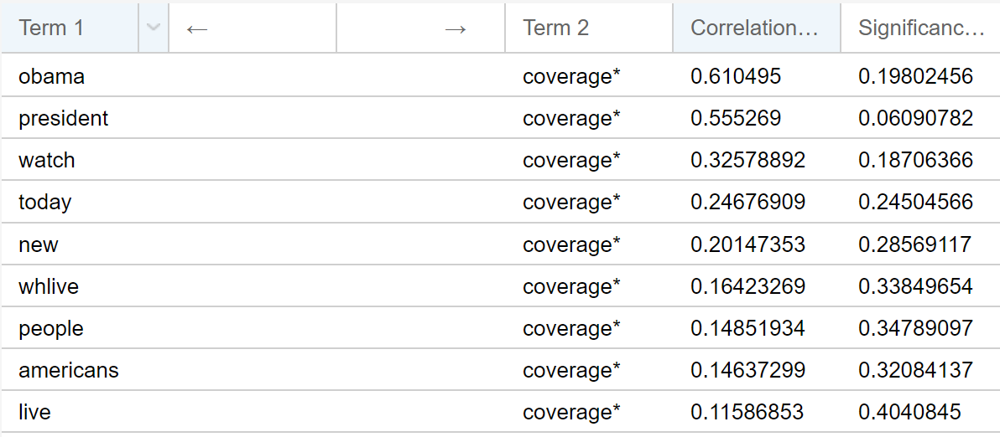 Term 1 ← → Term 2 Correlation… Significanc…
obama coverage* 0.610495 0.19802456
president coverage* 0.555269 0.06090782
watch coverage* 0.32578892 0.18706366
today coverage* 0.24676909 0.24504566
new coverage* 0.20147353 0.28569117
whlive coverage* 0.16423269 0.33849654
people coverage* 0.14851934 0.34789097
americans coverage* 0.14637299 0.32084137
live coverage* 0.11586853 0.4040845